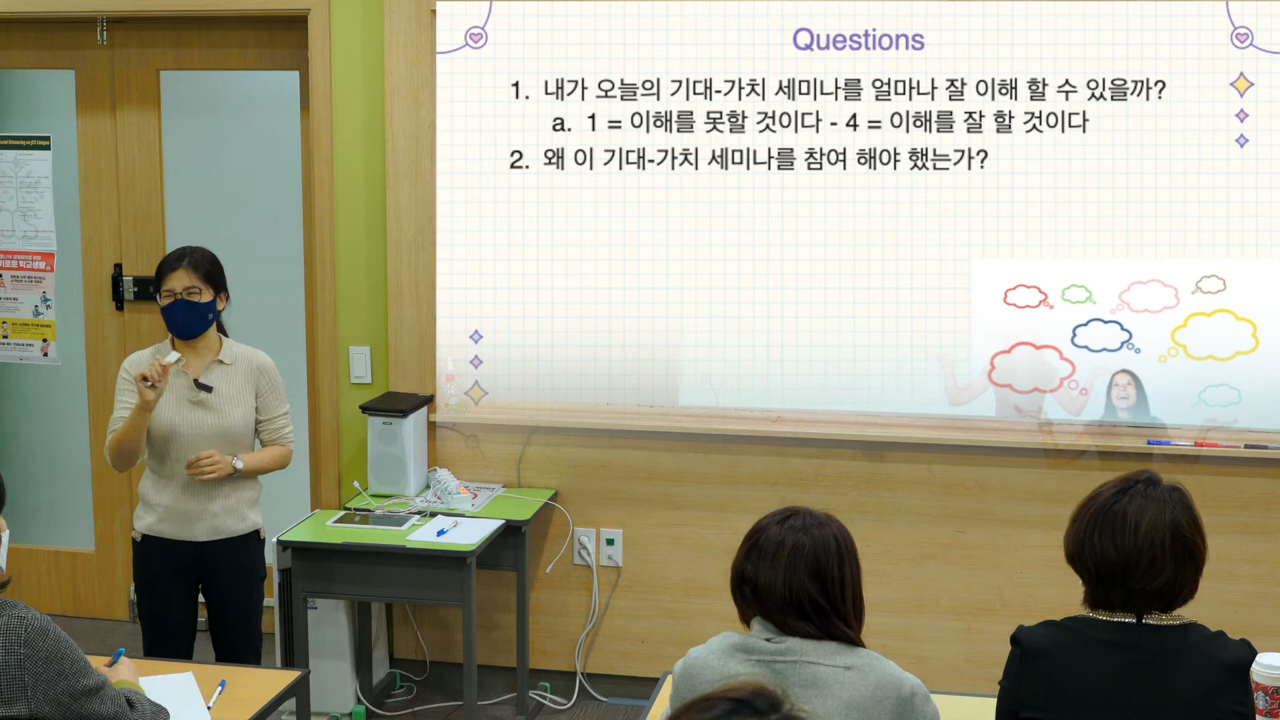 Questions
1. 내가 오늘의 기대-가치 세미나를 얼마나 잘 이해 할 수 있을까?
a. 1 = 이해를 못할 것이다 - 4 = 이해를 잘 할 것이다
2. 왜 이 기대-가치 세미나를 참여 해야 했는가?